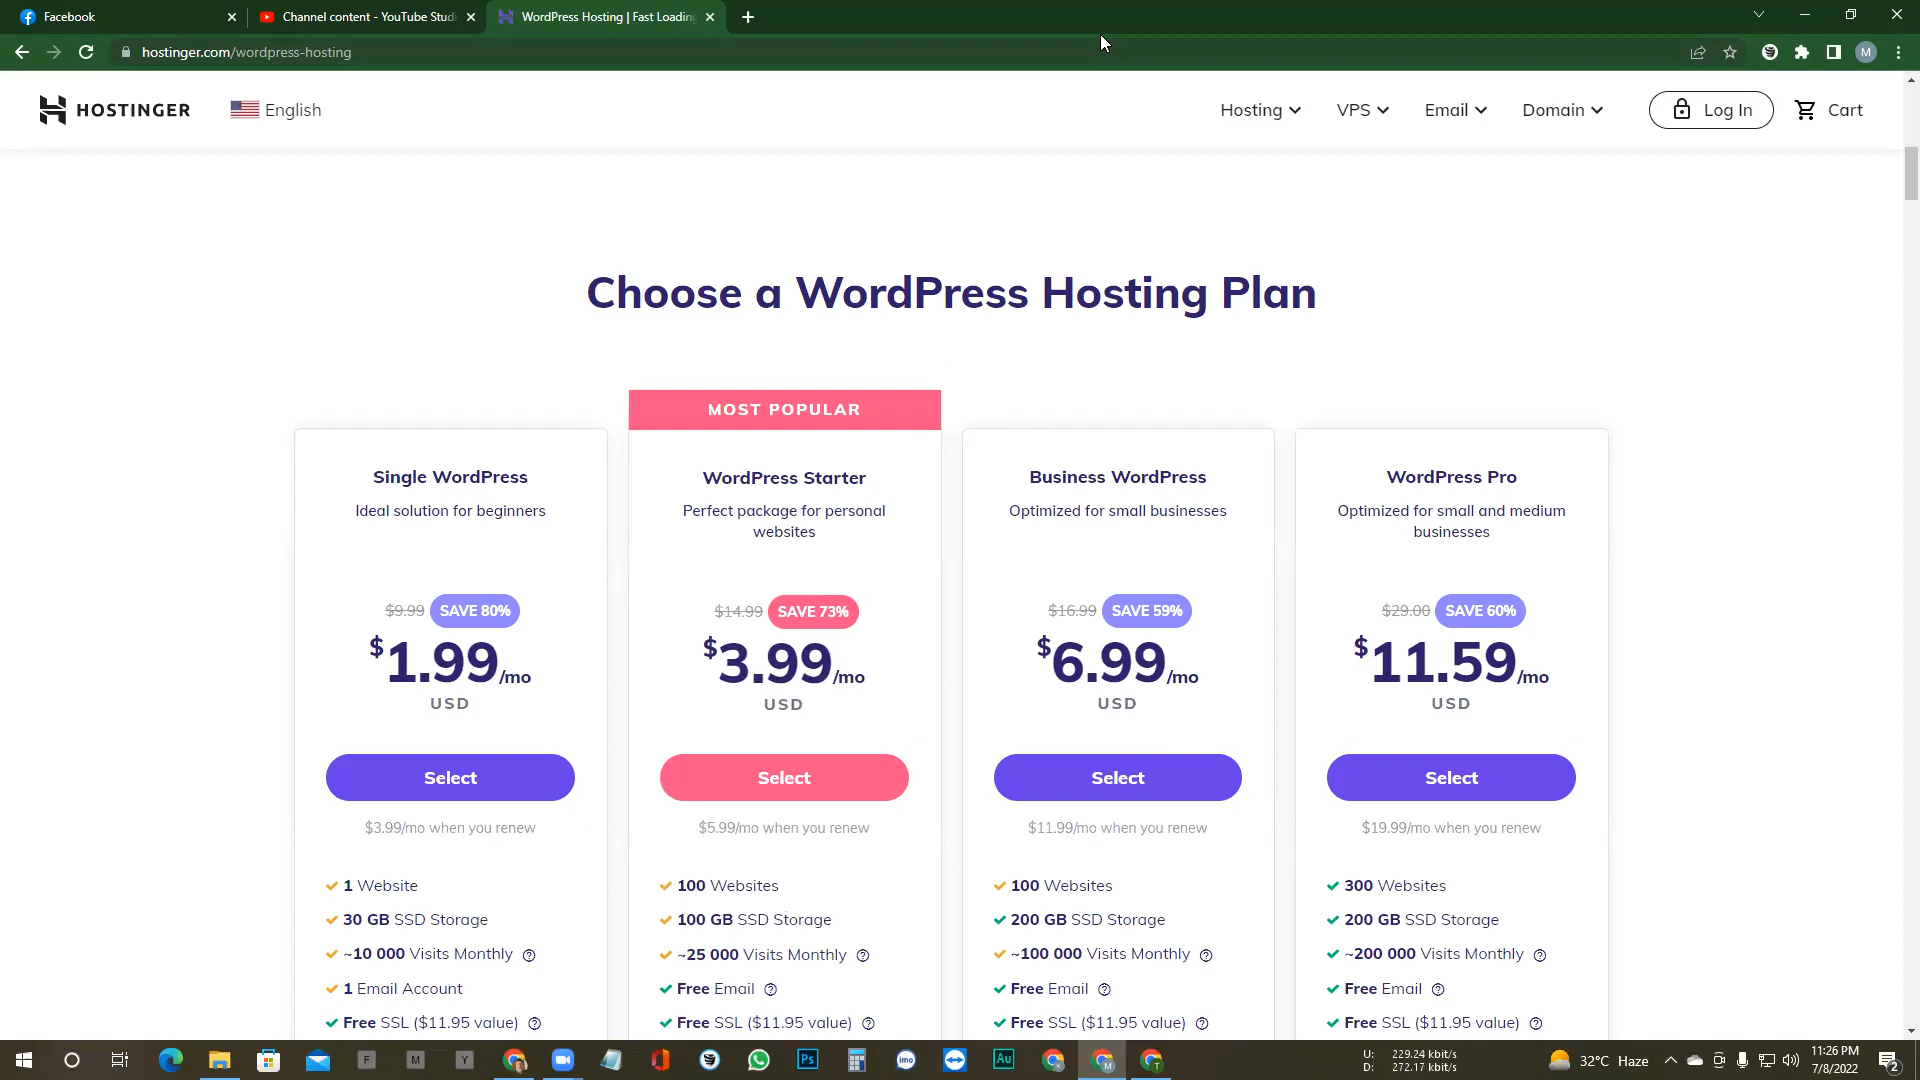 Facebook
Channel content - YouTube Studi
WordPress Hosting | Fast Loading
hostinger.com/wordpress-hosting
M
HOSTINGER
English
Hosting
VPS
Email
Domain
Log In
Cart
Choose a WordPress Hosting Plan
MOST POPULAR
Single WordPress
Ideal solution for beginners
$9.99 SAVE 80%
$1.99/mo
USD
Select
$3.99/mo when you renew
1 Website
30 GB SSD Storage
~10 000 Visits Monthly
1 Email Account
Free SSL ($11.95 value)
WordPress Starter
Perfect package for personal
websites
$14.99 SAVE 73%
$3.99/mo
USD
Select
$5.99/mo when you renew
100 Websites
100 GB SSD Storage
~25 000 Visits Monthly
Free Email
Free SSL ($11.95 value)
Business WordPress
Optimized for small businesses
$16.99 SAVE 59%
$6.99/mo
USD
Select
$11.99/mo when you renew
100 Websites
200 GB SSD Storage
~100 000 Visits Monthly
Free Email
Free SSL ($11.95 value)
WordPress Pro
Optimized for small and medium
businesses
$29.00 SAVE 60%
$11.59/mo
USD
Select
$19.99/mo when you renew
300 Websites
200 GB SSD Storage
~200 000 Visits Monthly
Free Email
Free SSL ($11.95 value)
F
M
Y
Ps
imo
Au
U: 229.24 kbit/s
D: 272.17 kbit/s
32°C Haze
11:26 PM
7/8/2022
2